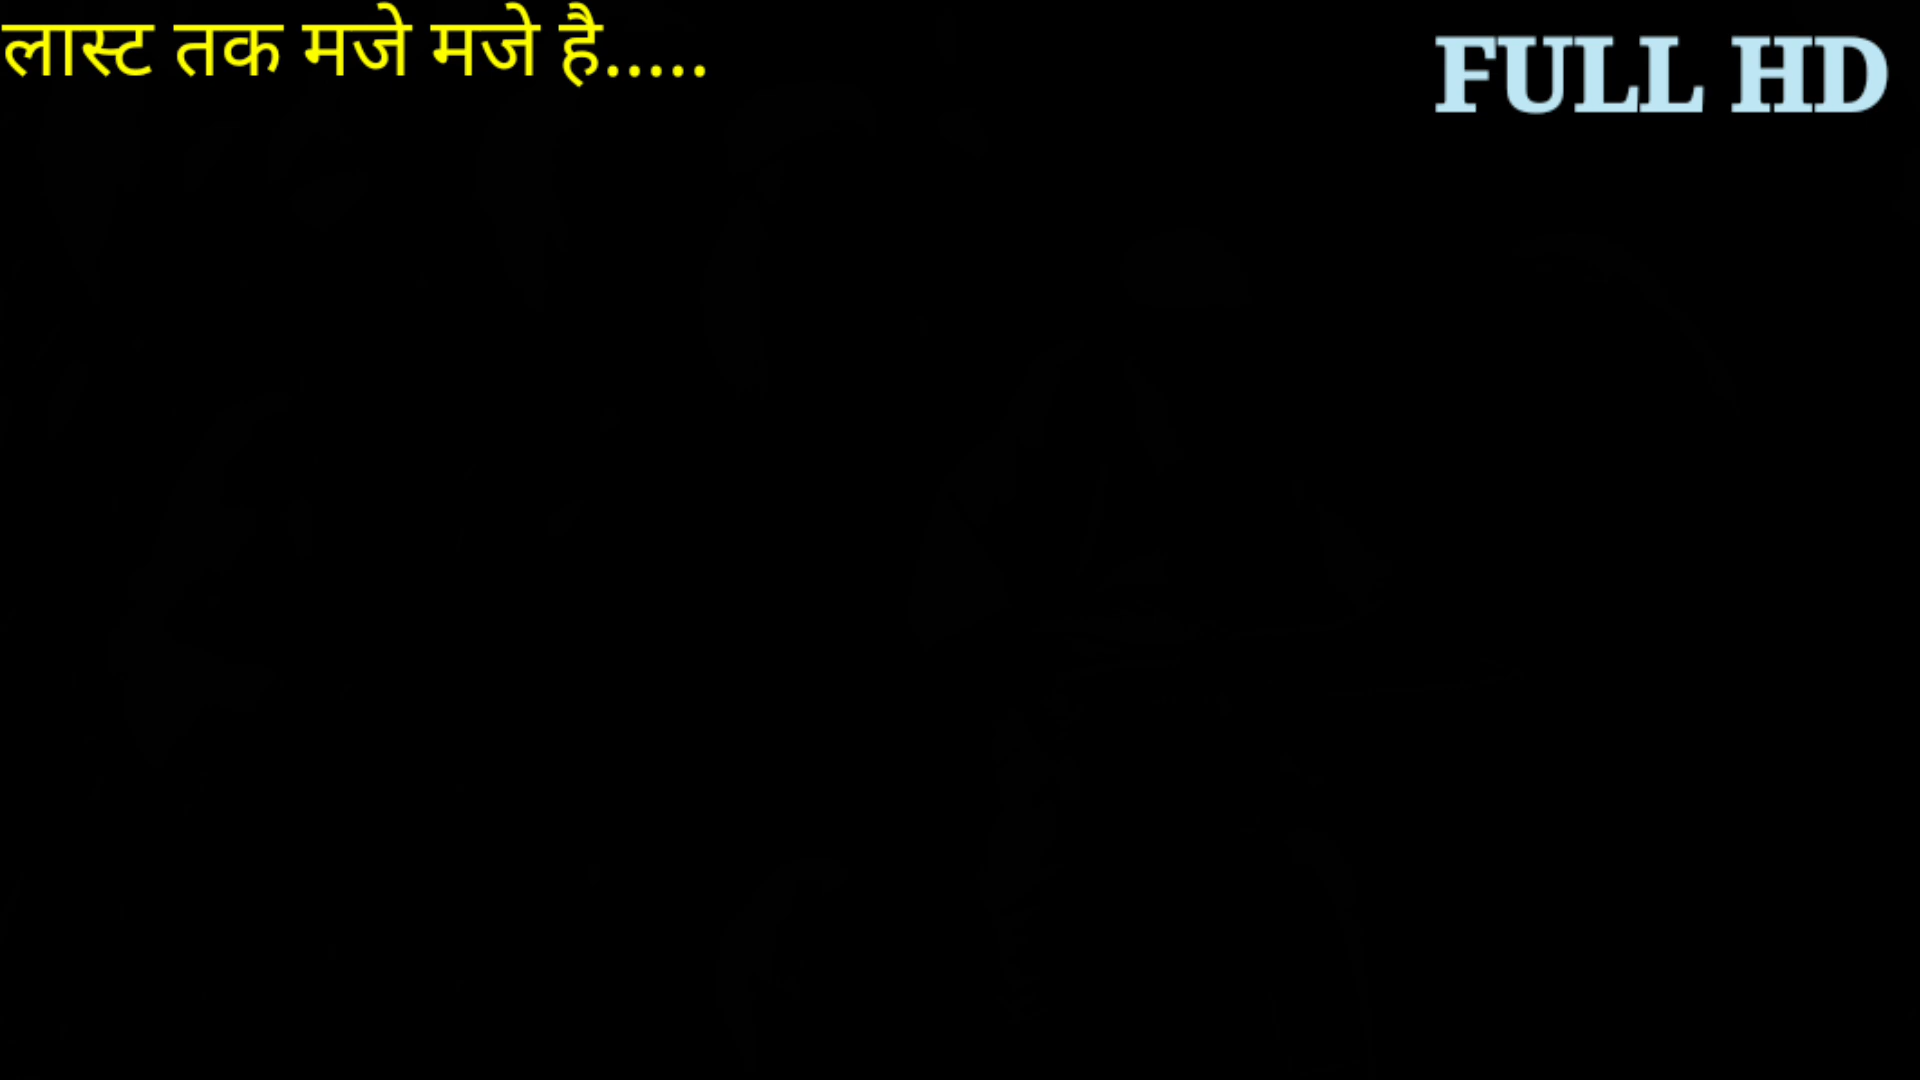 लास्ट तक मजे मजे है.....
FULL HD